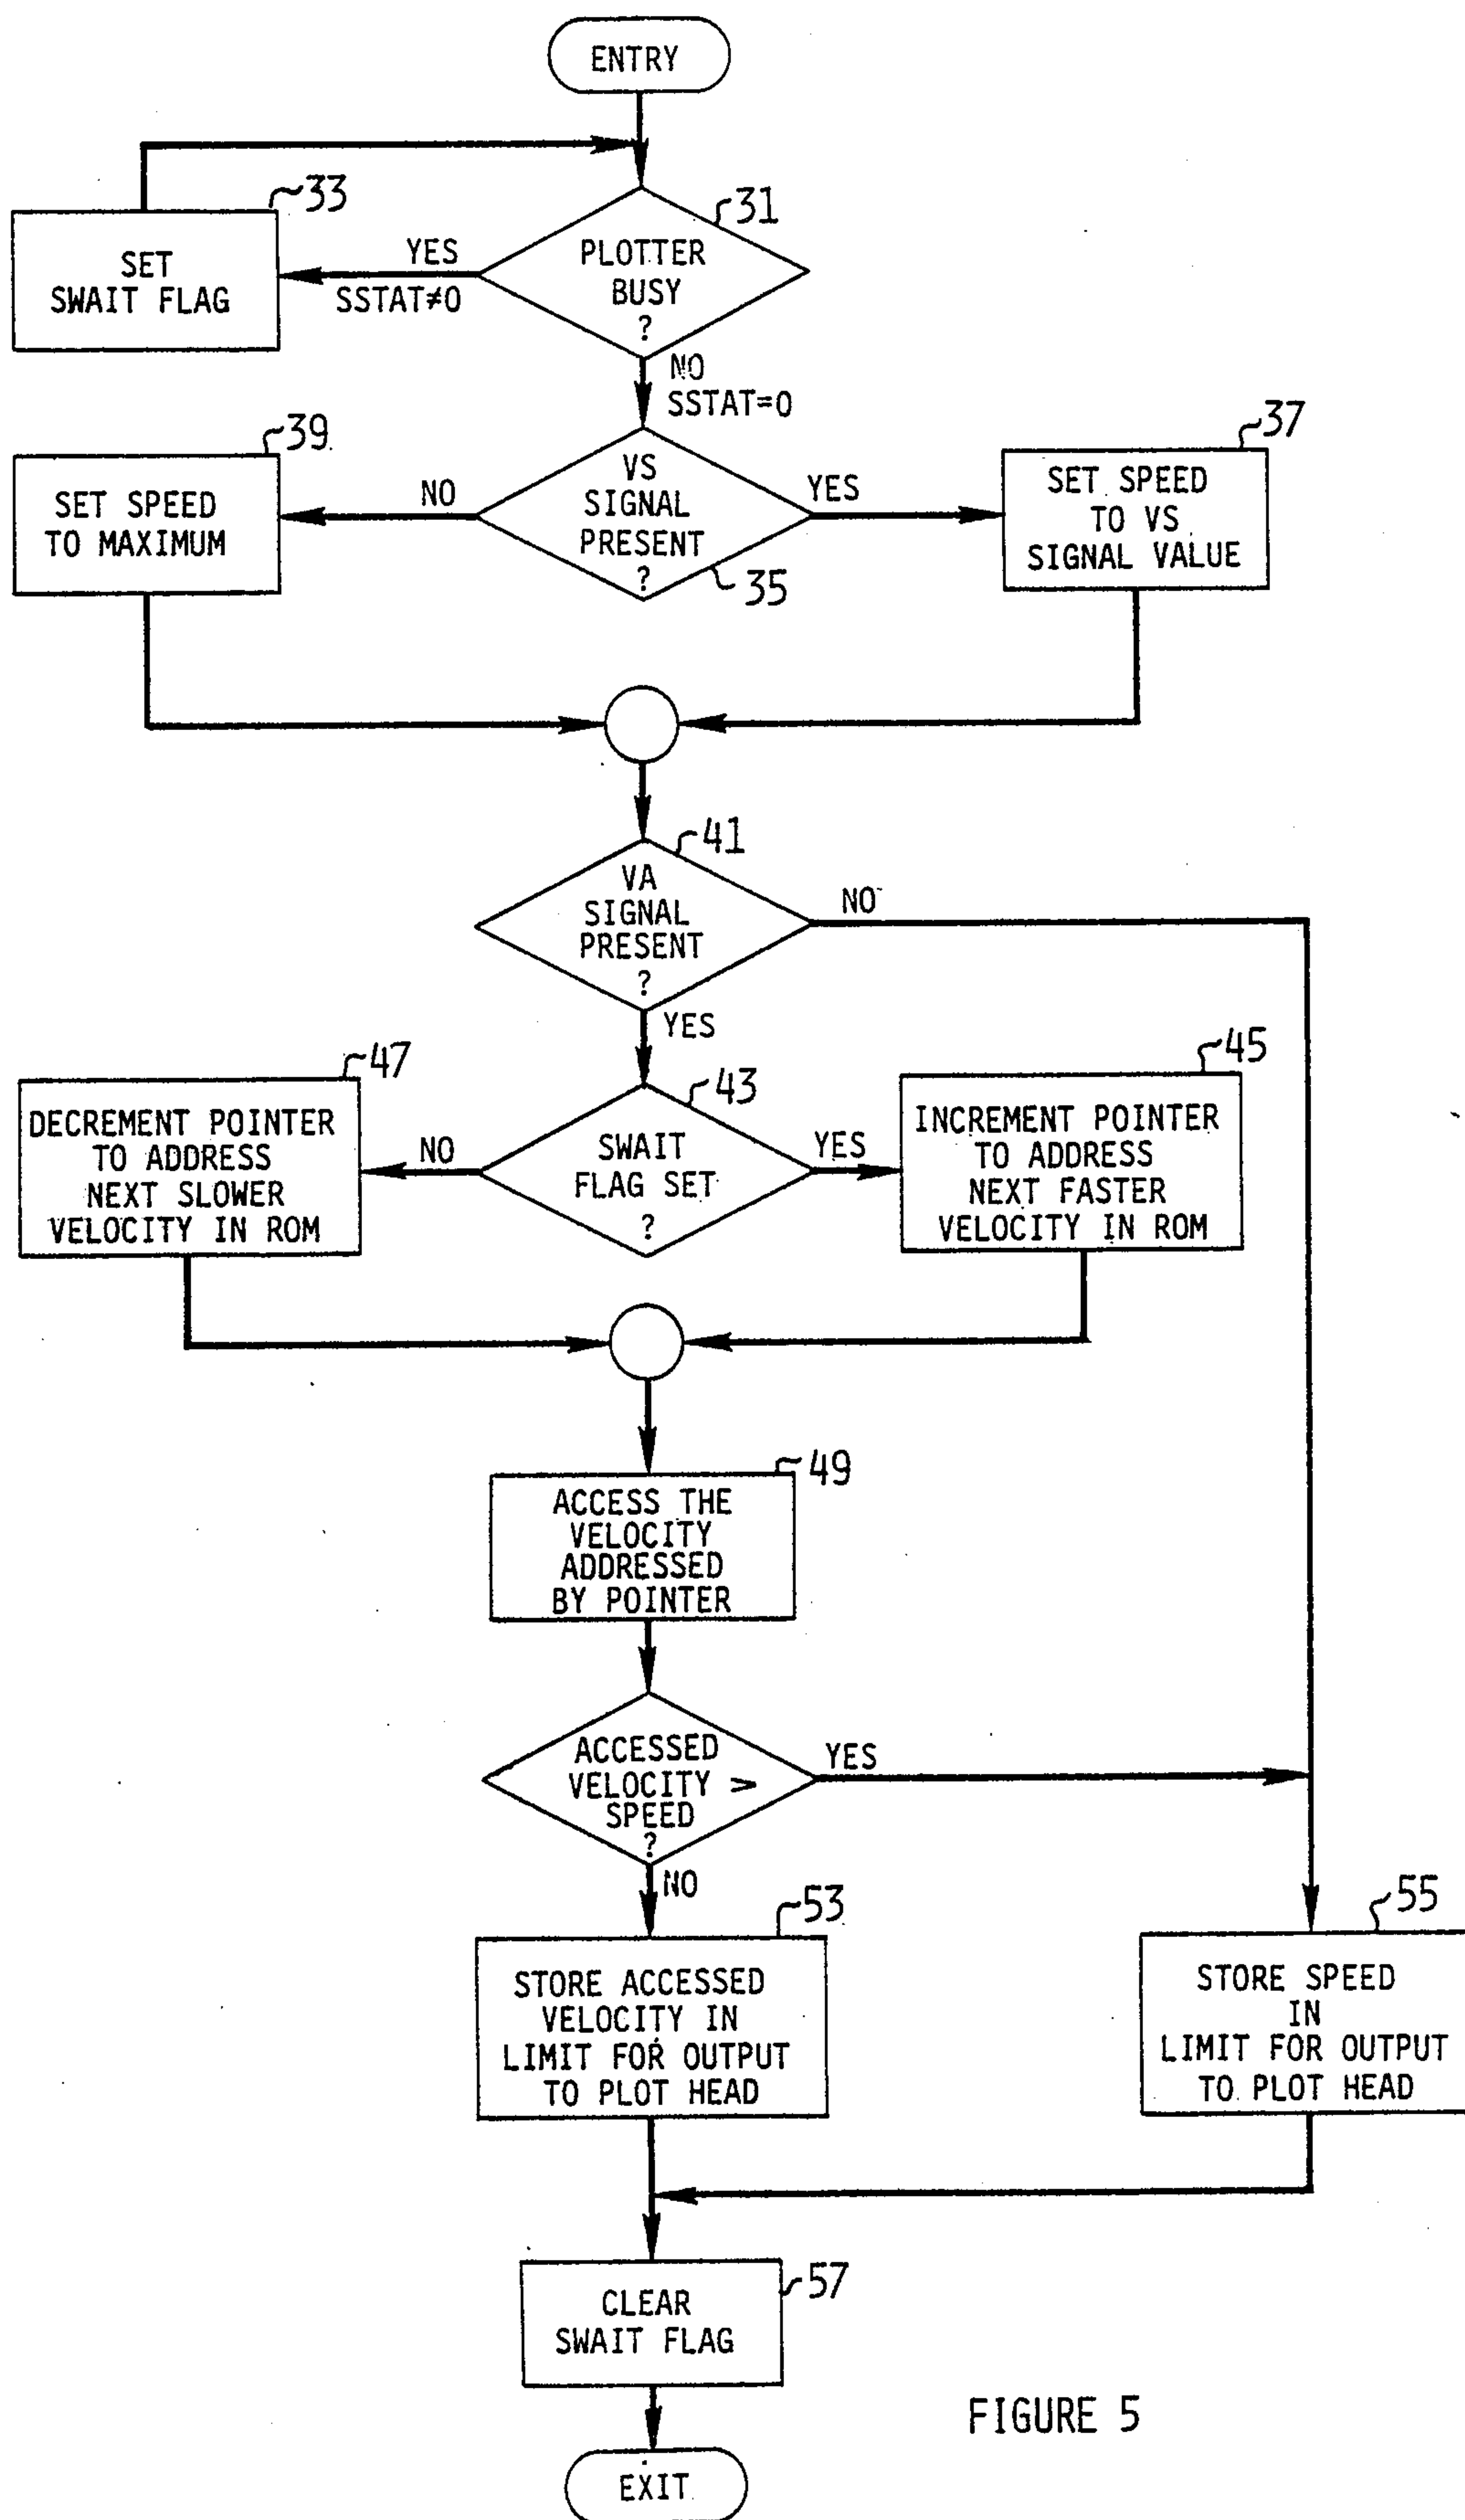 ENTRY
33
31
SET
SWAIT FLAG
YES
SSTAT≠0
PLOTTER
BUSY
?
NO
SSTAT=0
39
37
SET SPEED
TO MAXIMUM
NO
VS
SIGNAL
PRESENT
?
YES
35
SET SPEED
TO VS
SIGNAL VALUE
41
VA
SIGNAL
PRESENT
?
NO
YES
47
43
45
DECREMENT POINTER
TO ADDRESS
NEXT SLOWER
VELOCITY IN ROM
NO
SWAIT
FLAG SET
?
YES
INCREMENT POINTER
TO ADDRESS
NEXT FASTER
VELOCITY IN ROM
49
ACCESS THE
VELOCITY
ADDRESSED
BY POINTER
ACCESSED
VELOCITY >
SPEED
?
YES
NO
53
55
STORE ACCESSED
VELOCITY IN
LIMIT FOR OUTPUT
TO PLOT HEAD
STORE SPEED
IN
LIMIT FOR OUTPUT
TO PLOT HEAD
57
CLEAR
SWAIT FLAG
FIGURE 5
EXIT